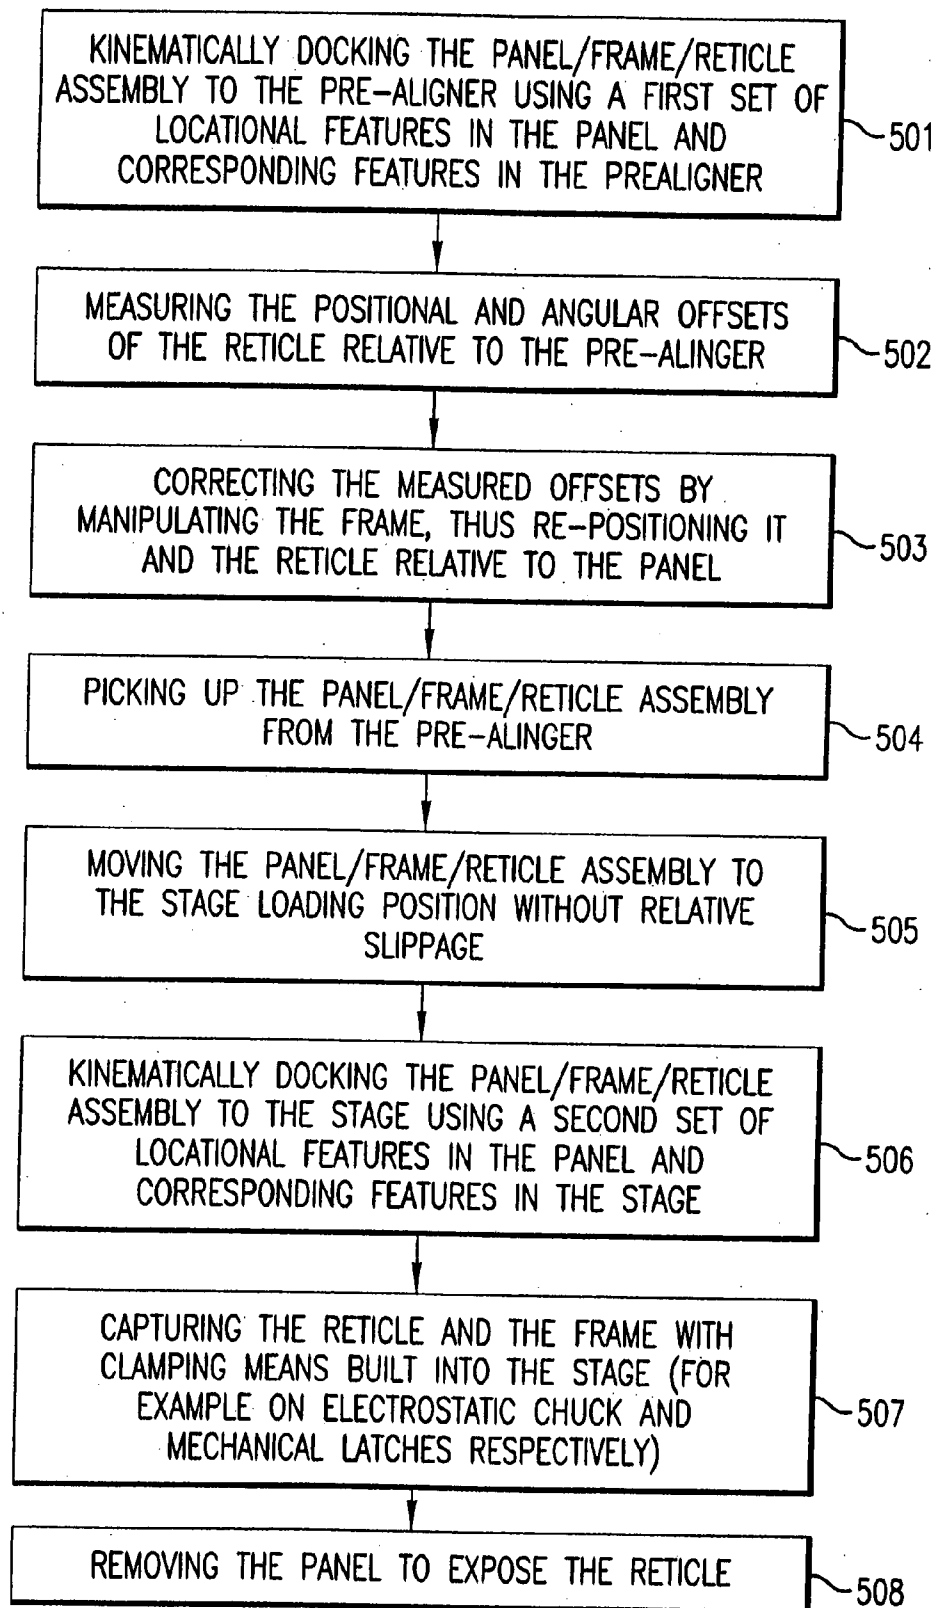 KINEMATICALLY DOCKING THE PANEL/FRAME/RETICLE
ASSEMBLY TO THE PRE-ALIGNER USING A FIRST SET OF
LOCATIONAL FEATURES IN THE PANEL AND
CORRESPONDING FEATURES IN THE PREALIGNER
501
MEASURING THE POSITIONAL AND ANGULAR OFFSETS
OF THE RETICLE RELATIVE TO THE PRE-ALINGER
502
CORRECTING THE MEASURED OFFSETS BY
MANIPULATING THE FRAME, THUS RE-POSITIONING IT
AND THE RETICLE RELATIVE TO THE PANEL
503
PICKING UP THE PANEL/FRAME/RETICLE ASSEMBLY
FROM THE PRE-ALINGER
504
MOVING THE PANEL/FRAME/RETICLE ASSEMBLY TO
THE STAGE LOADING POSITION WITHOUT RELATIVE
SLIPPAGE
505
KINEMATICALLY DOCKING THE PANEL/FRAME/RETICLE
ASSEMBLY TO THE STAGE USING A SECOND SET OF
LOCATIONAL FEATURES IN THE PANEL AND
CORRESPONDING FEATURES IN THE STAGE
506
CAPTURING THE RETICLE AND THE FRAME WITH
CLAMPING MEANS BUILT INTO THE STAGE (FOR
EXAMPLE ON ELECTROSTATIC CHUCK AND
MECHANICAL LATCHES RESPECTIVELY)
507
REMOVING THE PANEL TO EXPOSE THE RETICLE
508